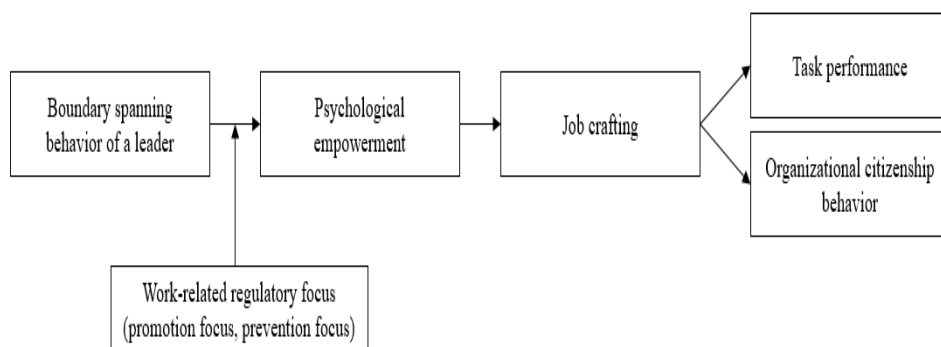 Boundary spanning
behavior of a leader
Psychological
empowerment
Job crafting
Task performance
Organizational citizenship
behavior
Work-related regulatory focus
(promotion focus, prevention focus)